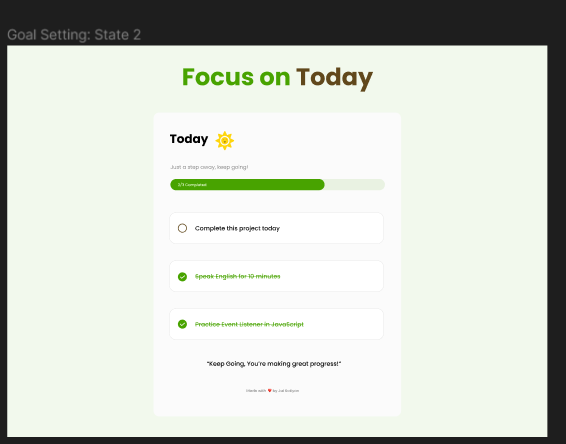 Goal Setting: State 2
Focus on Today
Today
Just a step away, keep going!
2/3 Completed
Complete this project today
Speak English for 10 minutes
Practice Event Listener in JavaScript
“Keep Going, You’re making great progress!”
Made with ❤ by